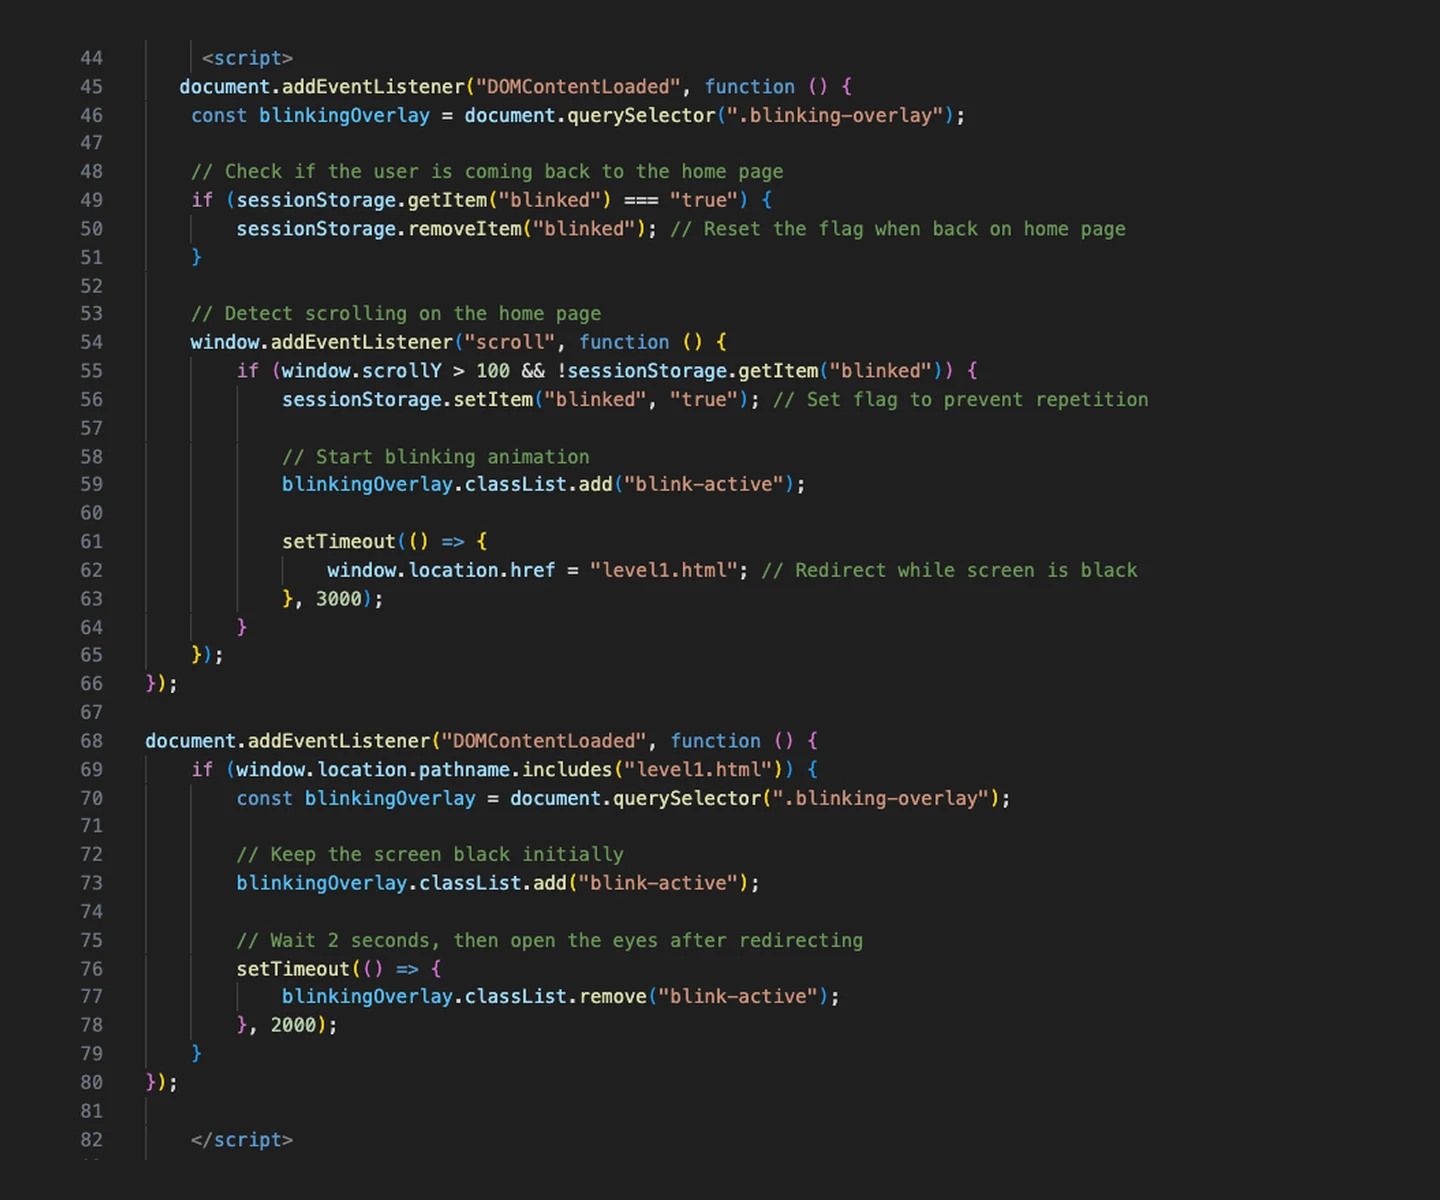 44 <script>
45 document.addEventListener("DOMContentLoaded", function () {
46 const blinkingOverlay = document.querySelector(".blinking-overlay");
47
48 // Check if the user is coming back to the home page
49 if (sessionStorage.getItem("blinked") === "true") {
50 sessionStorage.removeItem("blinked"); // Reset the flag when back on home page
51 }
52
53 // Detect scrolling on the home page
54 window.addEventListener("scroll", function () {
55 if (window.scrollY > 100 && !sessionStorage.getItem("blinked")) {
56 sessionStorage.setItem("blinked", "true"); // Set flag to prevent repetition
57
58 // Start blinking animation
59 blinkingOverlay.classList.add("blink-active");
60
61 setTimeout(() => {
62 window.location.href = "level1.html"; // Redirect while screen is black
63 }, 3000);
64 }
65 });
66 });
67
68 document.addEventListener("DOMContentLoaded", function () {
69 if (window.location.pathname.includes("level1.html")) {
70 const blinkingOverlay = document.querySelector(".blinking-overlay");
71
72 // Keep the screen black initially
73 blinkingOverlay.classList.add("blink-active");
74
75 // Wait 2 seconds, then open the eyes after redirecting
76 setTimeout(() => {
77 blinkingOverlay.classList.remove("blink-active");
78 }, 2000);
79 }
80 });
81
82 </script>